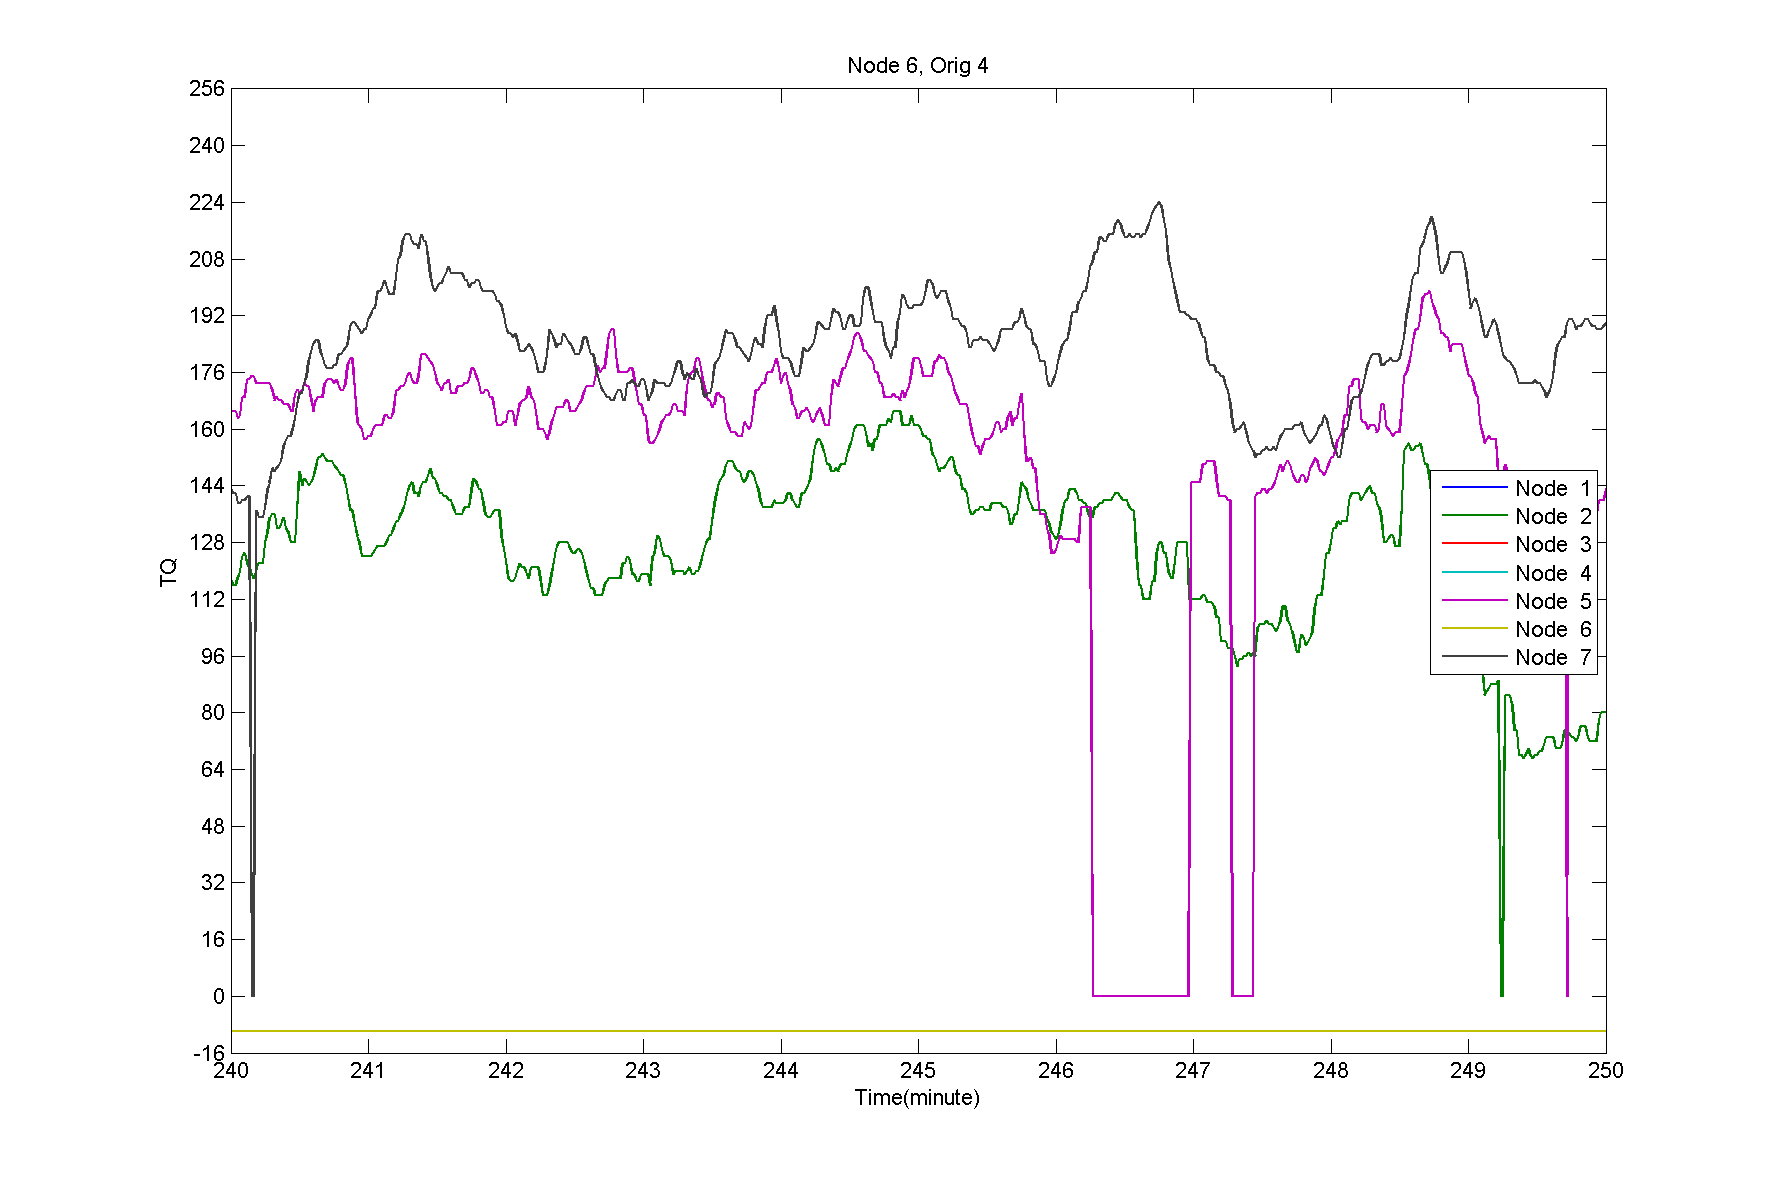 Node 6, Orig 4
256
240
224
208
192
176
160
144
128
112
96
80
64
48
32
16
0
-16
TQ
240 241 242 243 244 245 246 247 248 249 250
Time(minute)
Node 1
Node 2
Node 3
Node 4
Node 5
Node 6
Node 7